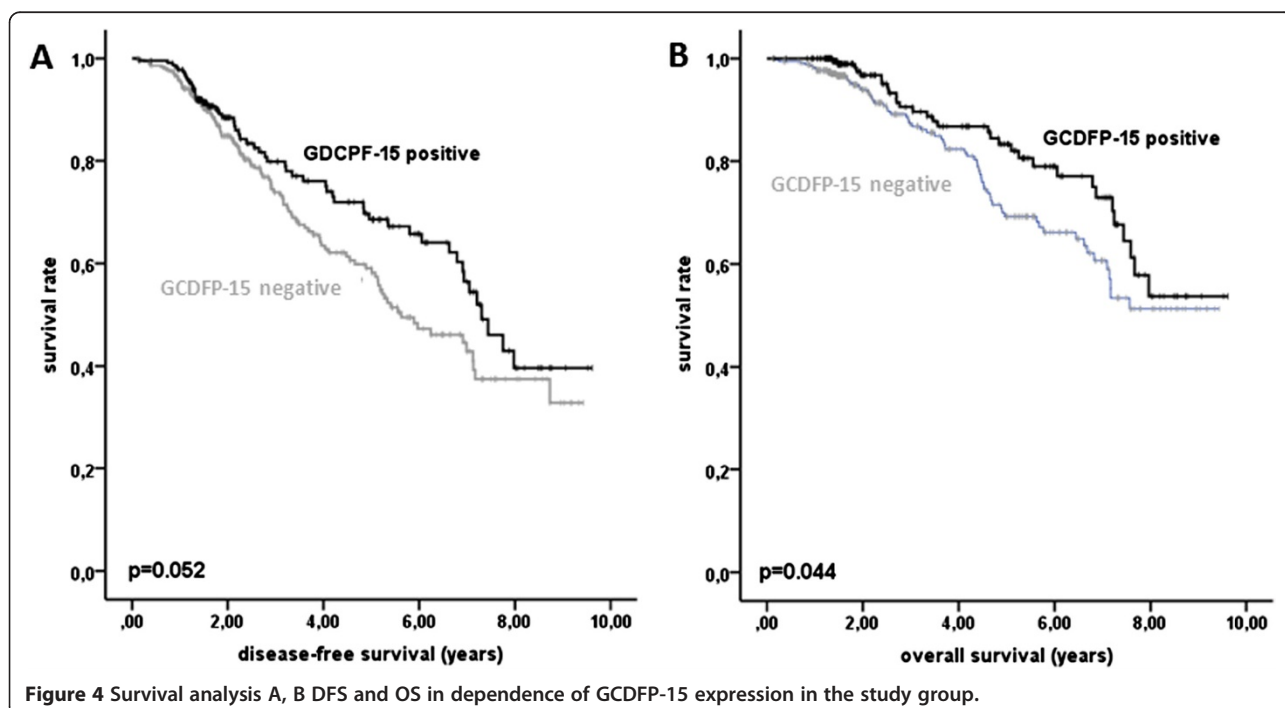 A
1,0
0,8
0,6
0,4
0,2
0,0
survival rate
GDCPF-15 positive
GCDFP-15 negative
p=0.052
,00 2,00 4,00 6,00 8,00 10,00
disease-free survival (years)
B
1,0
0,8
0,6
0,4
0,2
0,0
survival rate
GCDFP-15 positive
GCDFP-15 negative
p=0.044
,00 2,00 4,00 6,00 8,00 10,00
overall survival (years)
Figure 4 Survival analysis A, B DFS and OS in dependence of GCDFP-15 expression in the study group.